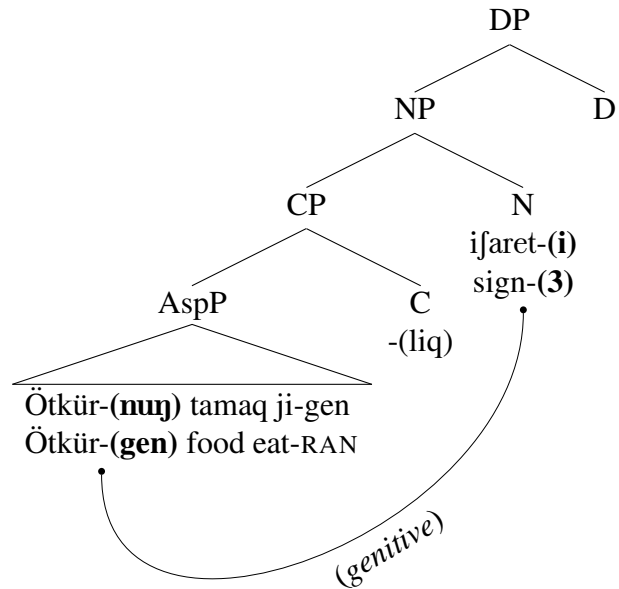 DP
NP D
CP N
iʃaret-(i)
sign-(3)
AspP C
-(liq)
Ötkür-(nuŋ) tamaq ji-gen
Ötkür-(gen) food eat-RAN
(genitive)